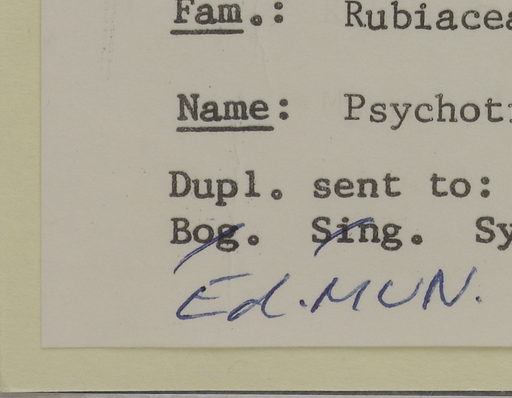 Fam.: Rubiacea
Name: Psychot
Dupl. sent to:
Bog. Sing. Sy
Ed. MUN.